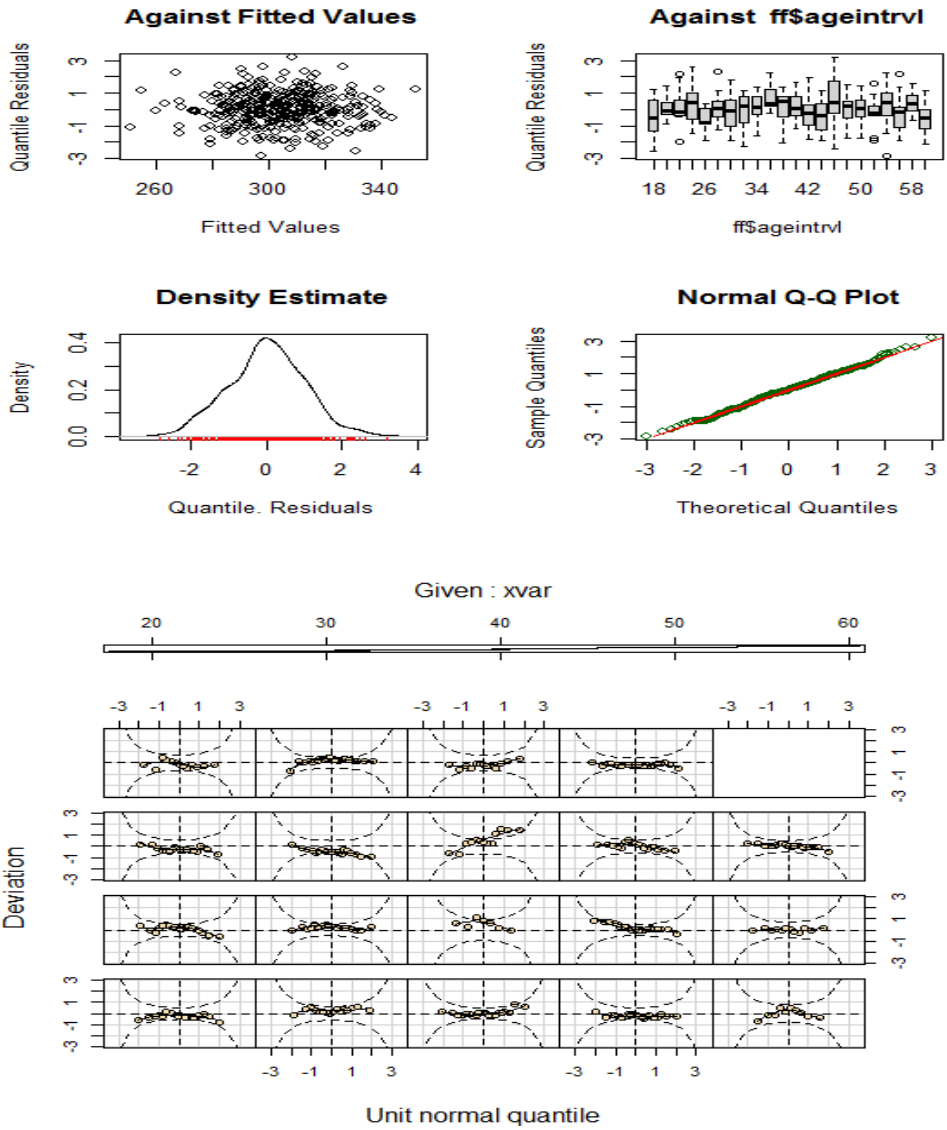 Against Fitted Values
Quantile Residuals
3
1
-1
-3
260 300 340
Fitted Values
Against ff$ageintrvl
Quantile Residuals
3
1
-1
-3
18 26 34 42 50 58
ff$ageintrvl
Density Estimate
Density
0.4
0.2
0.0
-2 0 2 4
Quantile. Residuals
Normal Q-Q Plot
Sample Quantiles
3
1
-1
-3
-3 -2 -1 0 1 2 3
Theoretical Quantiles
Given : xvar
20 30 40 50 60
-3 -1 1 3 -3 -1 1 3 -3 -1 1 3
3
1
-1
-3
3
1
-1
-3
Deviation
3
1
-1
-3
3
1
-1
-3
-3 -1 1 3 -3 -1 1 3
Unit normal quantile